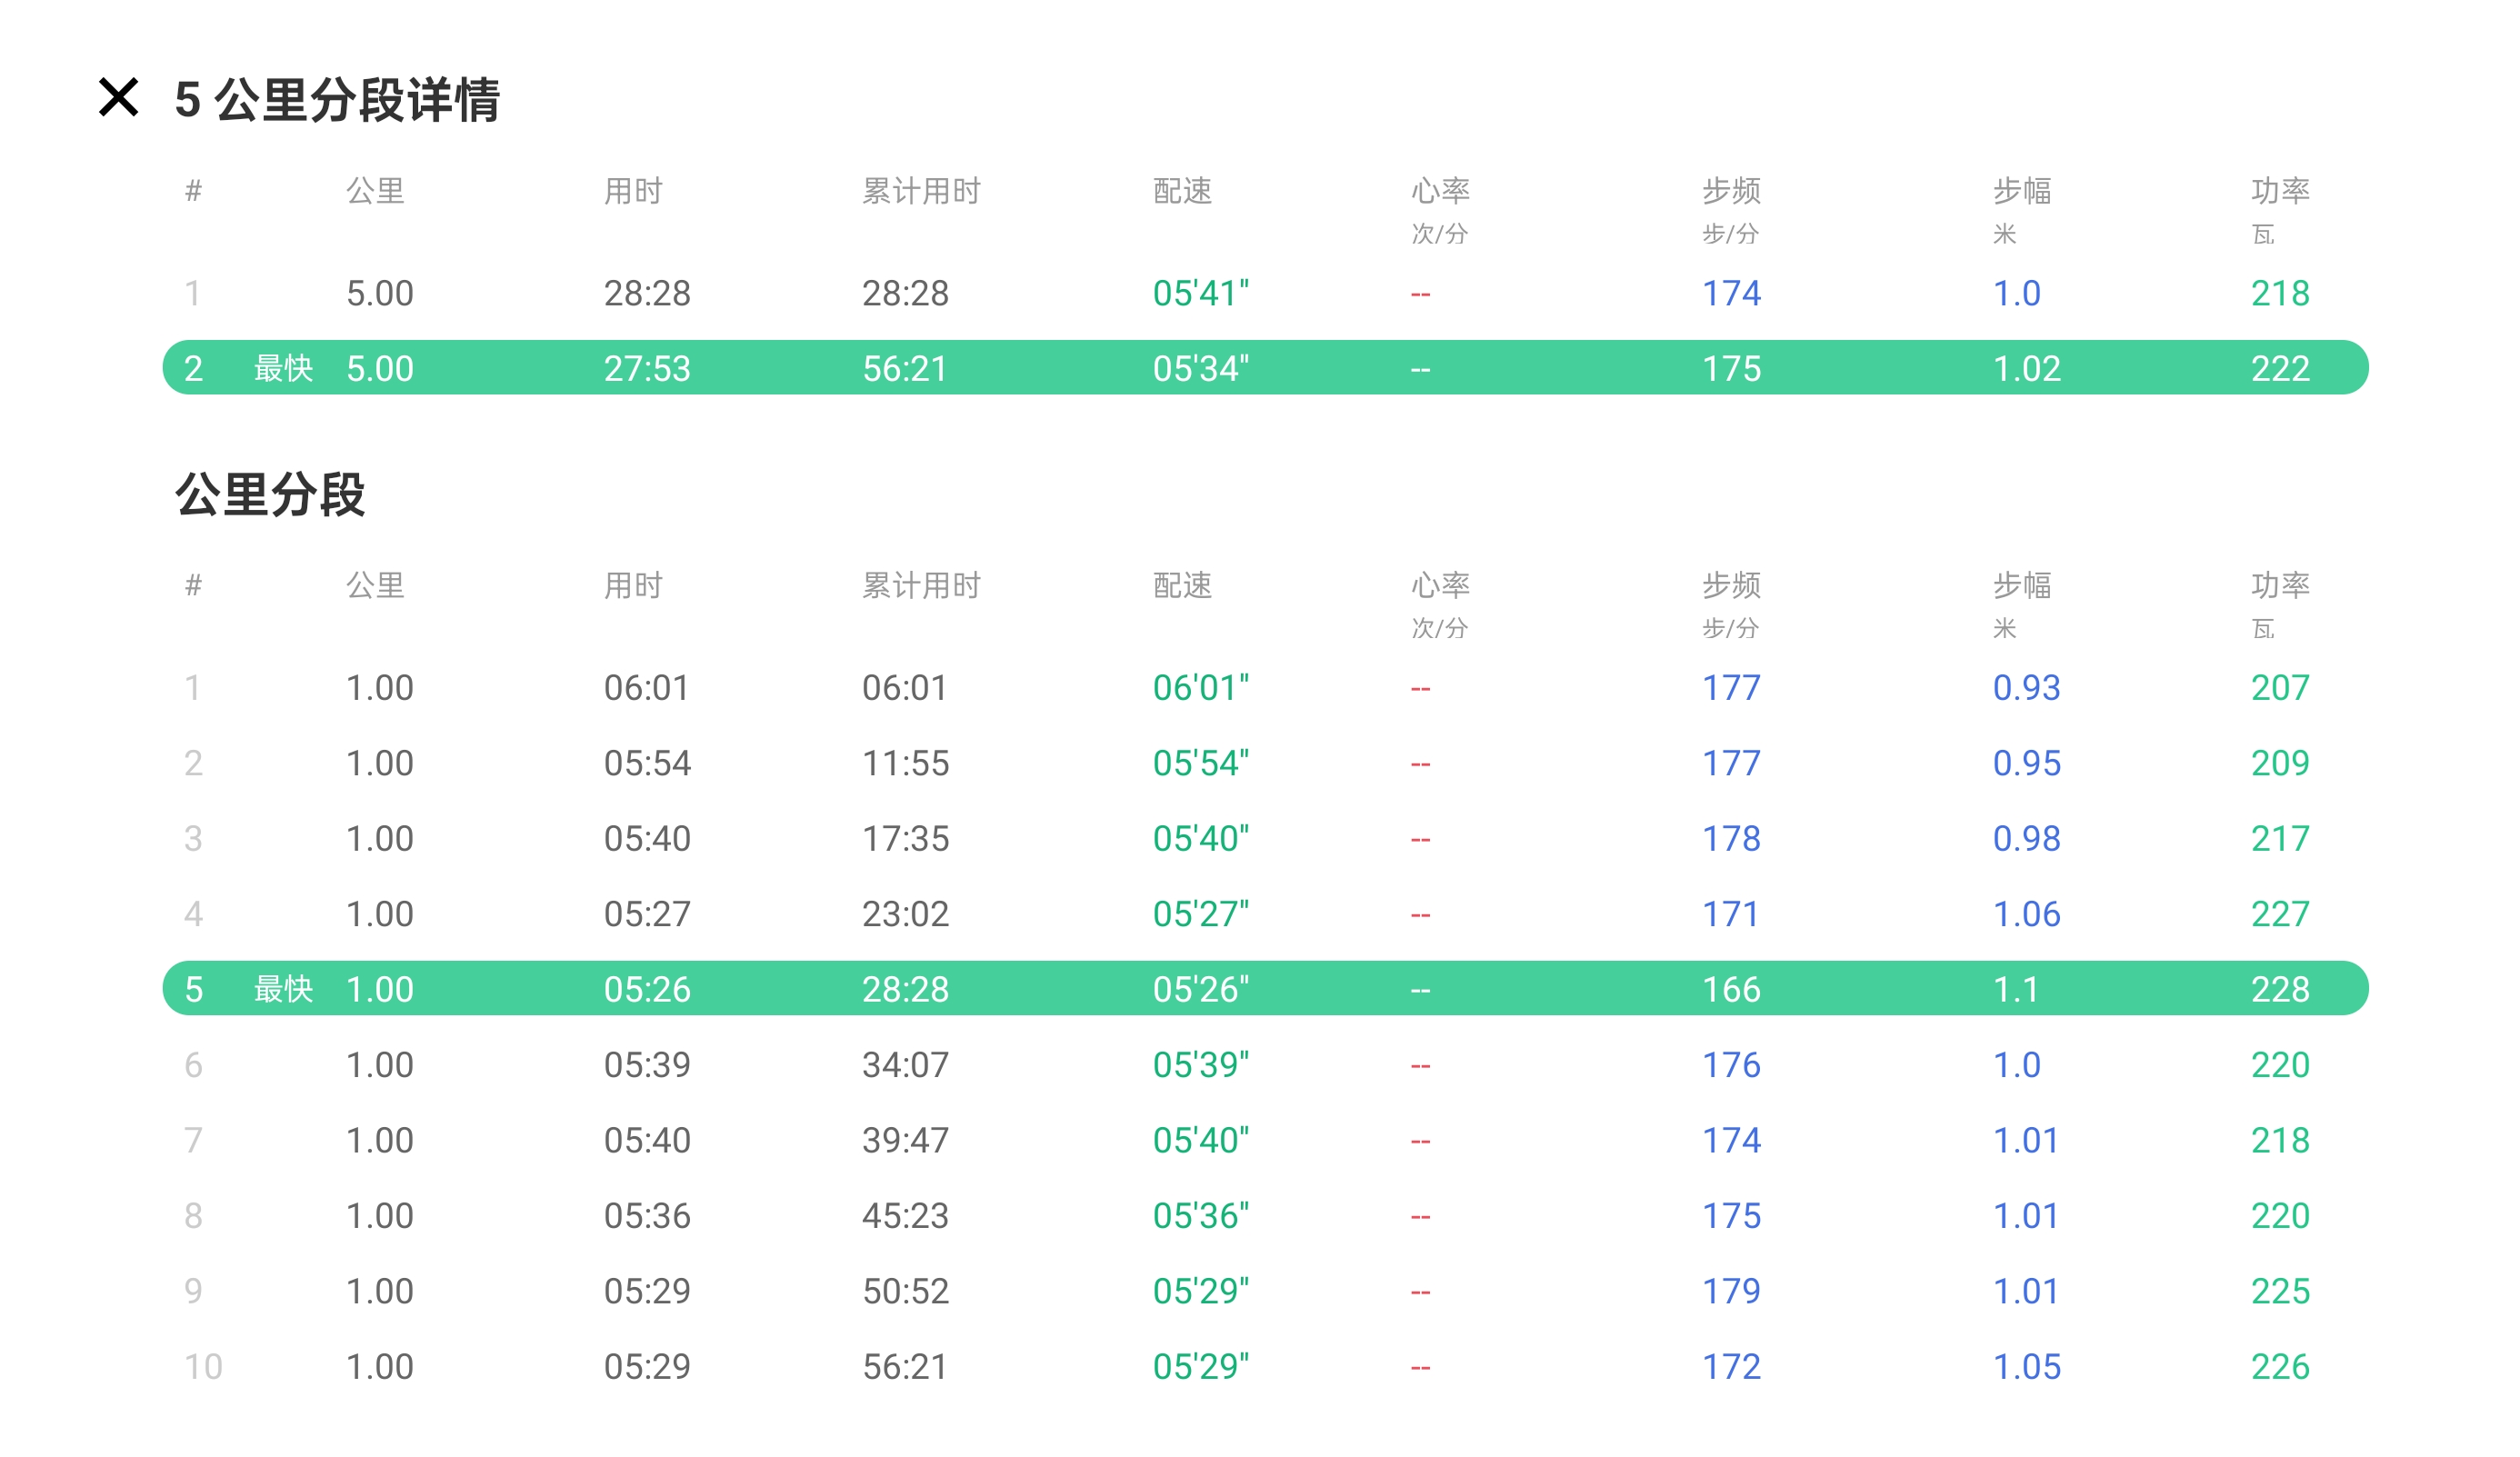 5 公里分段详情
# 公里 用时 累计用时 配速 心率 步频 步幅 功率
次/分 步/分 米 瓦
1 5.00 28:28 28:28 05'41" -- 174 1.0 218
2 最快 5.00 27:53 56:21 05'34" -- 175 1.02 222
公里分段
# 公里 用时 累计用时 配速 心率 步频 步幅 功率
次/分 步/分 米 瓦
1 1.00 06:01 06:01 06'01" -- 177 0.93 207
2 1.00 05:54 11:55 05'54" -- 177 0.95 209
3 1.00 05:40 17:35 05'40" -- 178 0.98 217
4 1.00 05:27 23:02 05'27" -- 171 1.06 227
5 最快 1.00 05:26 28:28 05'26" -- 166 1.1 228
6 1.00 05:39 34:07 05'39" -- 176 1.0 220
7 1.00 05:40 39:47 05'40" -- 174 1.01 218
8 1.00 05:36 45:23 05'36" -- 175 1.01 220
9 1.00 05:29 50:52 05'29" -- 179 1.01 225
10 1.00 05:29 56:21 05'29" -- 172 1.05 226